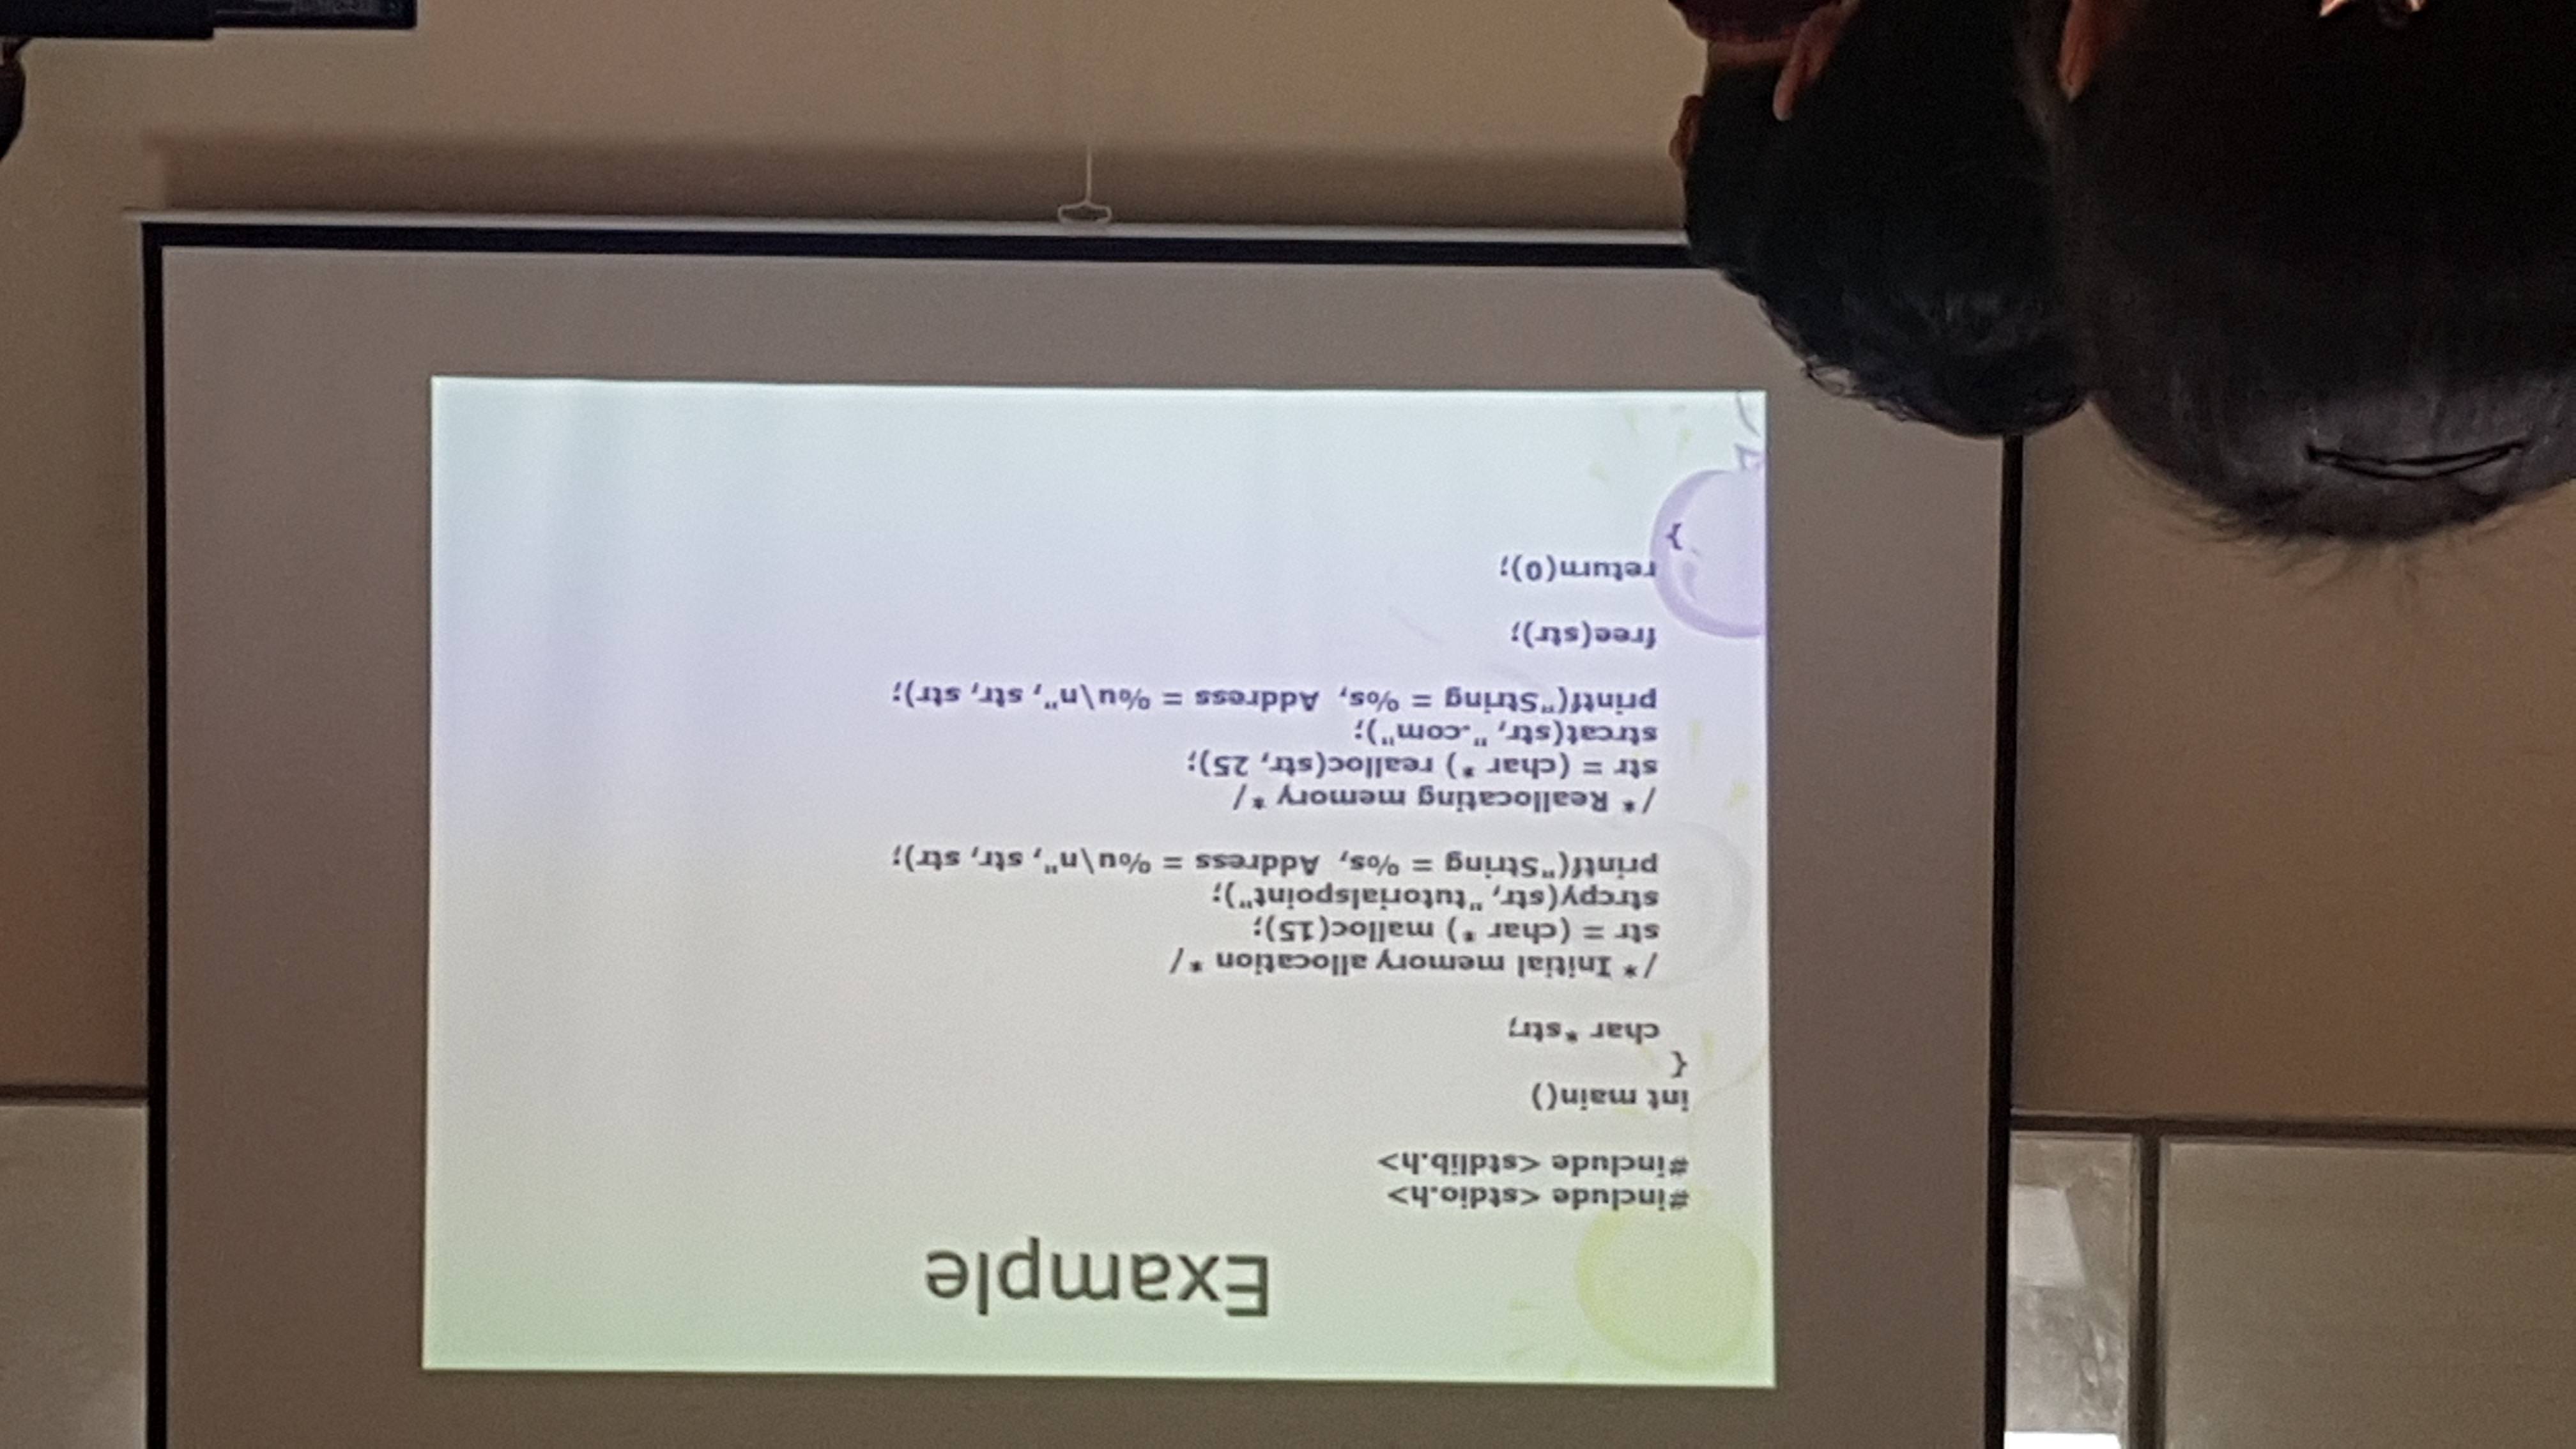 Example
#include <stdio.h>
#include <stdlib.h>
int main()
{
char *str;
/* Initial memory allocation */
str = (char *) malloc(15);
strcpy(str, "tutorialspoint");
printf("String = %s,  Address = %u\n", str, str);
/* Reallocating memory */
str = (char *) realloc(str, 25);
strcat(str, ".com");
printf("String = %s,  Address = %u\n", str, str);
free(str);
return(0);
}